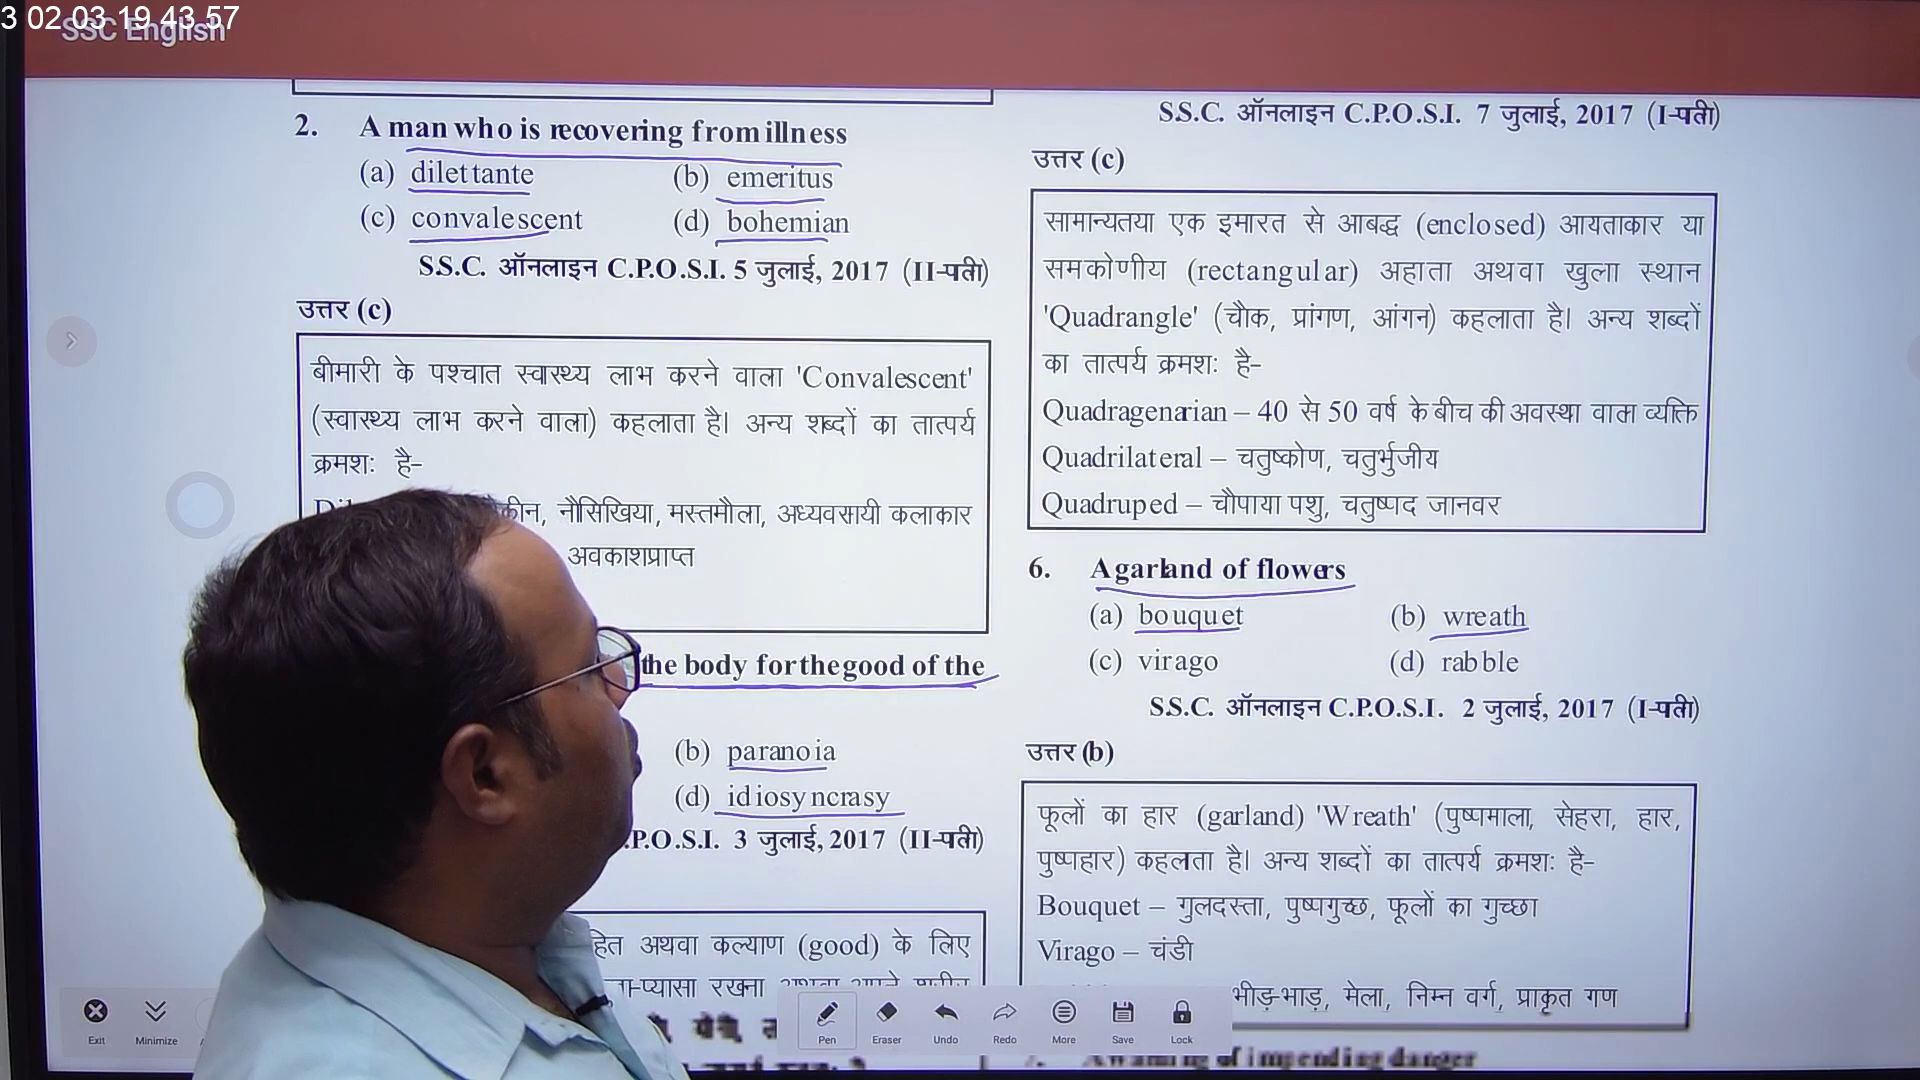 3 02 03 19 43 57
SSC English
2. A man who is recovering from illness
(a) dilettante (b) emeritus
(c) convalescent (d) bohemian
S.S.C. ऑनलाइन C.P.O.S.I. 5 जुलाई, 2017 (II-पाली)
उत्तर (c)
बीमारी के पश्चात स्वास्थ्य लाभ करने वाला 'Convalescent'
(स्वास्थ्य लाभ करने वाला) कहलाता है। अन्य शब्दों का तात्पर्य
क्रमशः है-
नौसिखिया, मस्तमौला, अध्यवसायी कलाकार
अवकाशप्राप्त
the body for the good of the
(b) paranoia
(d) idiosyncrasy
P.O.S.I. 3 जुलाई, 2017 (II-पाली)
हित अथवा कल्याण (good) के लिए
रखना
S.S.C. ऑनलाइन C.P.O.S.I. 7 जुलाई, 2017 (I-पाली)
उत्तर (c)
सामान्यतया एक इमारत से आबद्ध (enclosed) आयताकार या
समकोणीय (rectangular) अहाता अथवा खुला स्थान
'Quadrangle' (चौक, प्रांगण, आंगन) कहलाता है। अन्य शब्दों
का तात्पर्य क्रमशः है-
Quadragenarian – 40 से 50 वर्ष के बीच की अवस्था वाला व्यक्ति
Quadrilateral – चतुष्कोण, चतुर्भुजीय
Quadruped – चौपाया पशु, चतुष्पद जानवर
6. A garland of flowers
(a) bouquet (b) wreath
(c) virago (d) rabble
S.S.C. ऑनलाइन C.P.O.S.I. 2 जुलाई, 2017 (I-पाली)
उत्तर (b)
फूलों का हार (garland) 'Wreath' (पुष्पमाला, सेहरा, हार,
पुष्पहार) कहलाता है। अन्य शब्दों का तात्पर्य क्रमशः है-
Bouquet – गुलदस्ता, पुष्पगुच्छ, फूलों का गुच्छा
Virago – चंडी
भीड़-भाड़, मेला, निम्न वर्ग, प्राकृत गण
of impending danger
Exit Minimize Pen Eraser Undo Redo More Save Lock